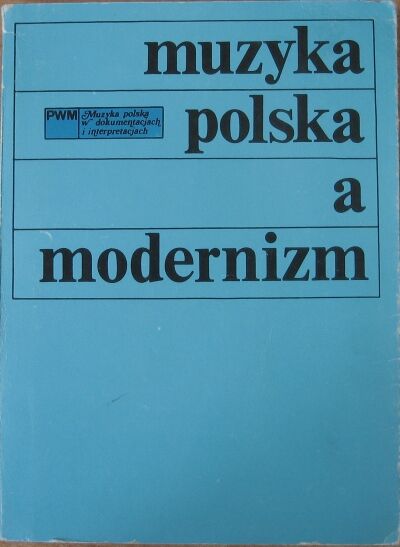 muzyka
PWM
Muzyka polska
w dokumentacjach
i interpretacjach
polska
a
modernizm